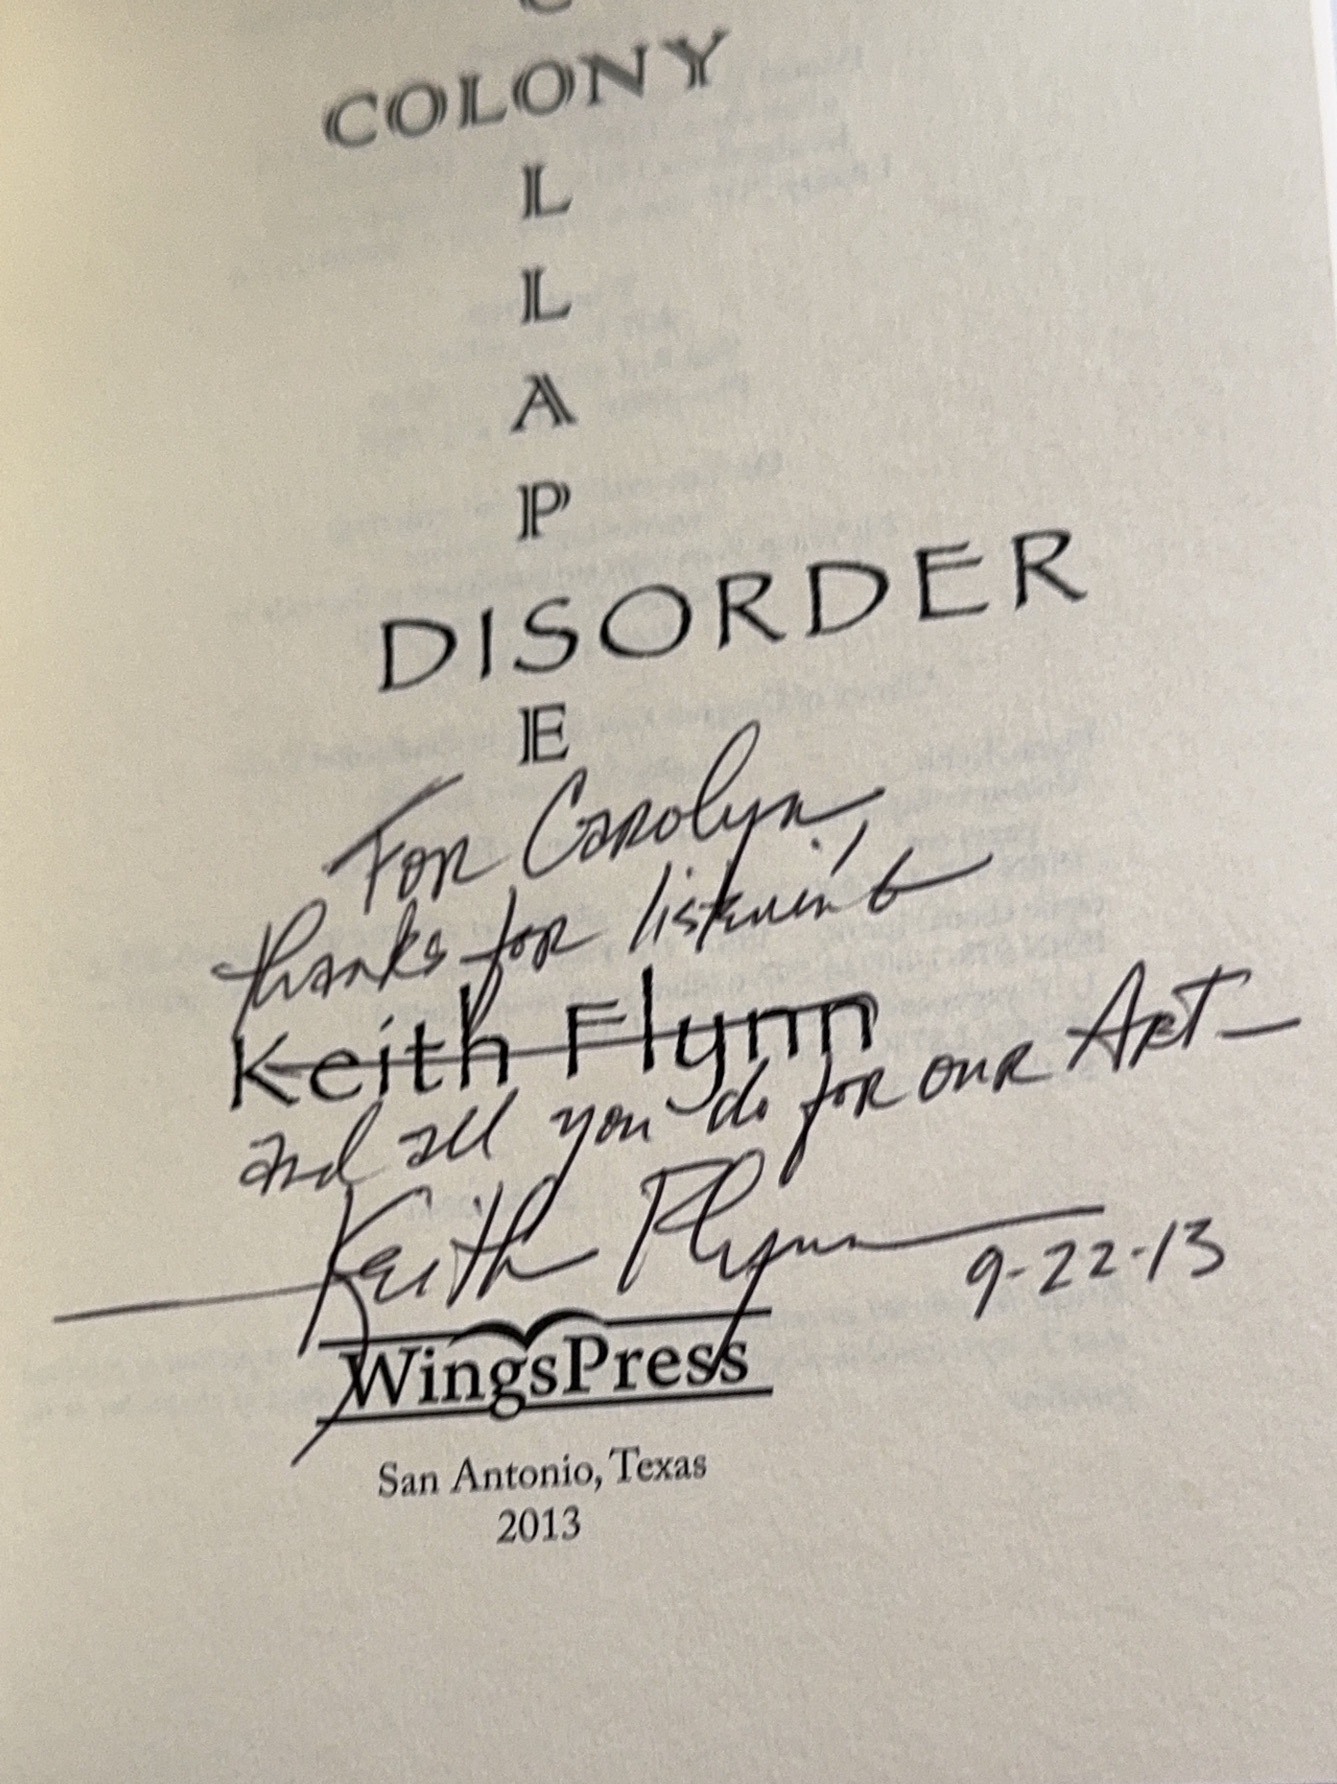 C
COLONY
L
L
A
P
DISORDER
E
For Carolyn,
thanks for listening
Keith Flynn
and all you do for our Art—
Keith Flynn
9-22-13
WingsPress
San Antonio, Texas
2013